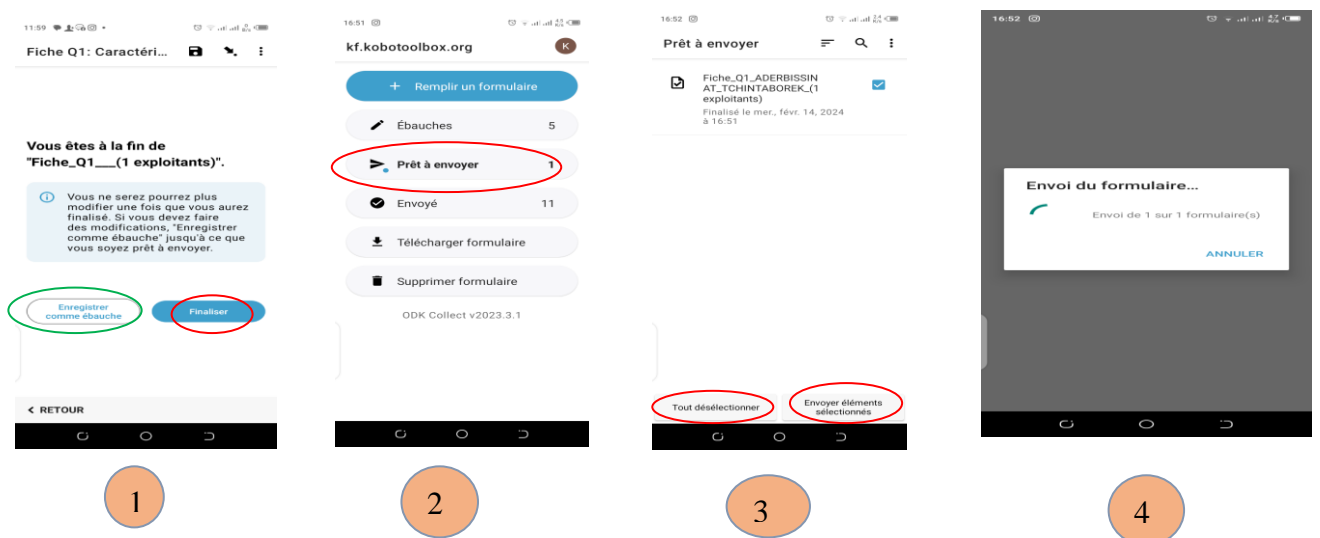 11:59
Fiche Q1: Caractéri...
Vous êtes à la fin de
"Fiche_Q1___(1 exploitants)".
Vous ne serez pourrez plus
modifier une fois que vous aurez
finalisé. Si vous devez faire
des modifications, "Enregistrer
comme ébauche" jusqu'à ce que
vous soyez prêt à envoyer.
Enregistrer
comme ébauche
Finaliser
< RETOUR
1
16:51
kf.kobotoolbox.org
K
+ Remplir un formulaire
Ébauches 5
Prêt à envoyer 1
Envoyé 11
Télécharger formulaire
Supprimer formulaire
ODK Collect v2023.3.1
2
16:52
Prêt à envoyer
Fiche_Q1_ADERBISSIN
AT_TCHINTABOREK_(1
exploitants)
Finalisé le mer., févr. 14, 2024
à 16:51
Tout désélectionner
Envoyer éléments
sélectionnés
3
16:52
Envoi du formulaire...
Envoi de 1 sur 1 formulaire(s)
ANNULER
4